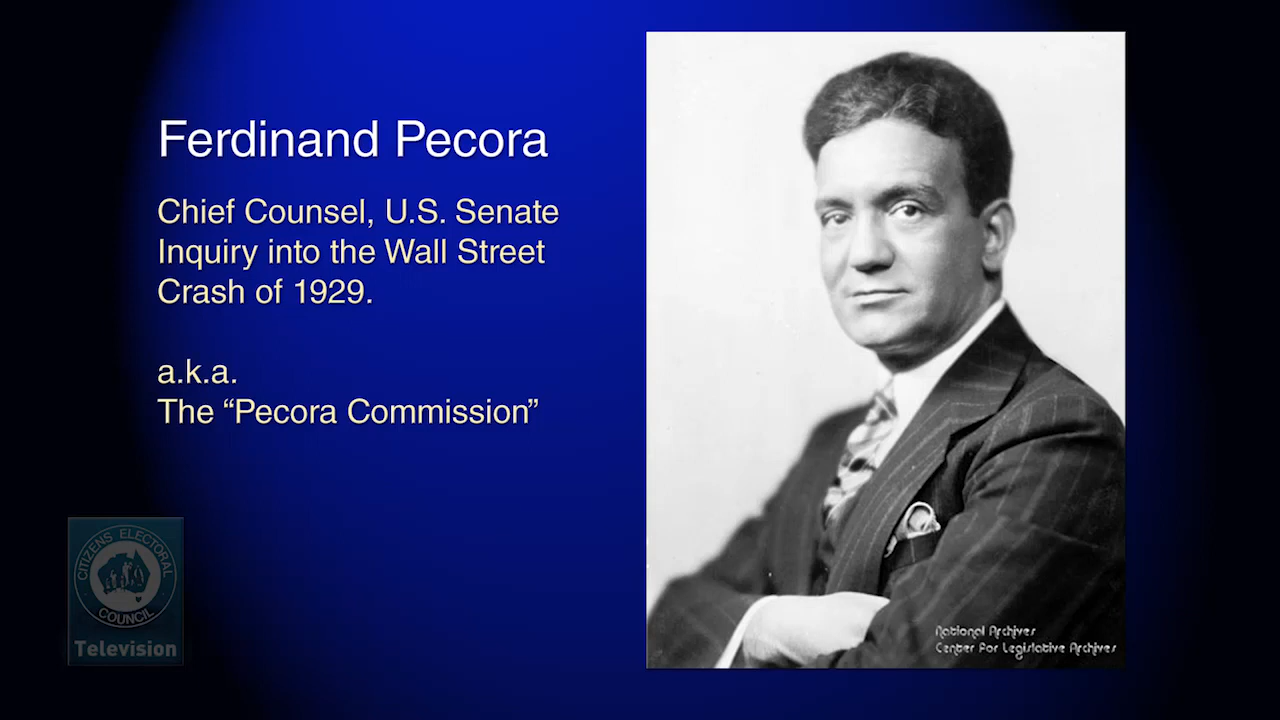 Ferdinand Pecora
Chief Counsel, U.S. Senate
Inquiry into the Wall Street
Crash of 1929.
a.k.a.
The “Pecora Commission”
CITIZENS ELECTORAL
COUNCIL
Television
National Archives
Center For Legislative Archives